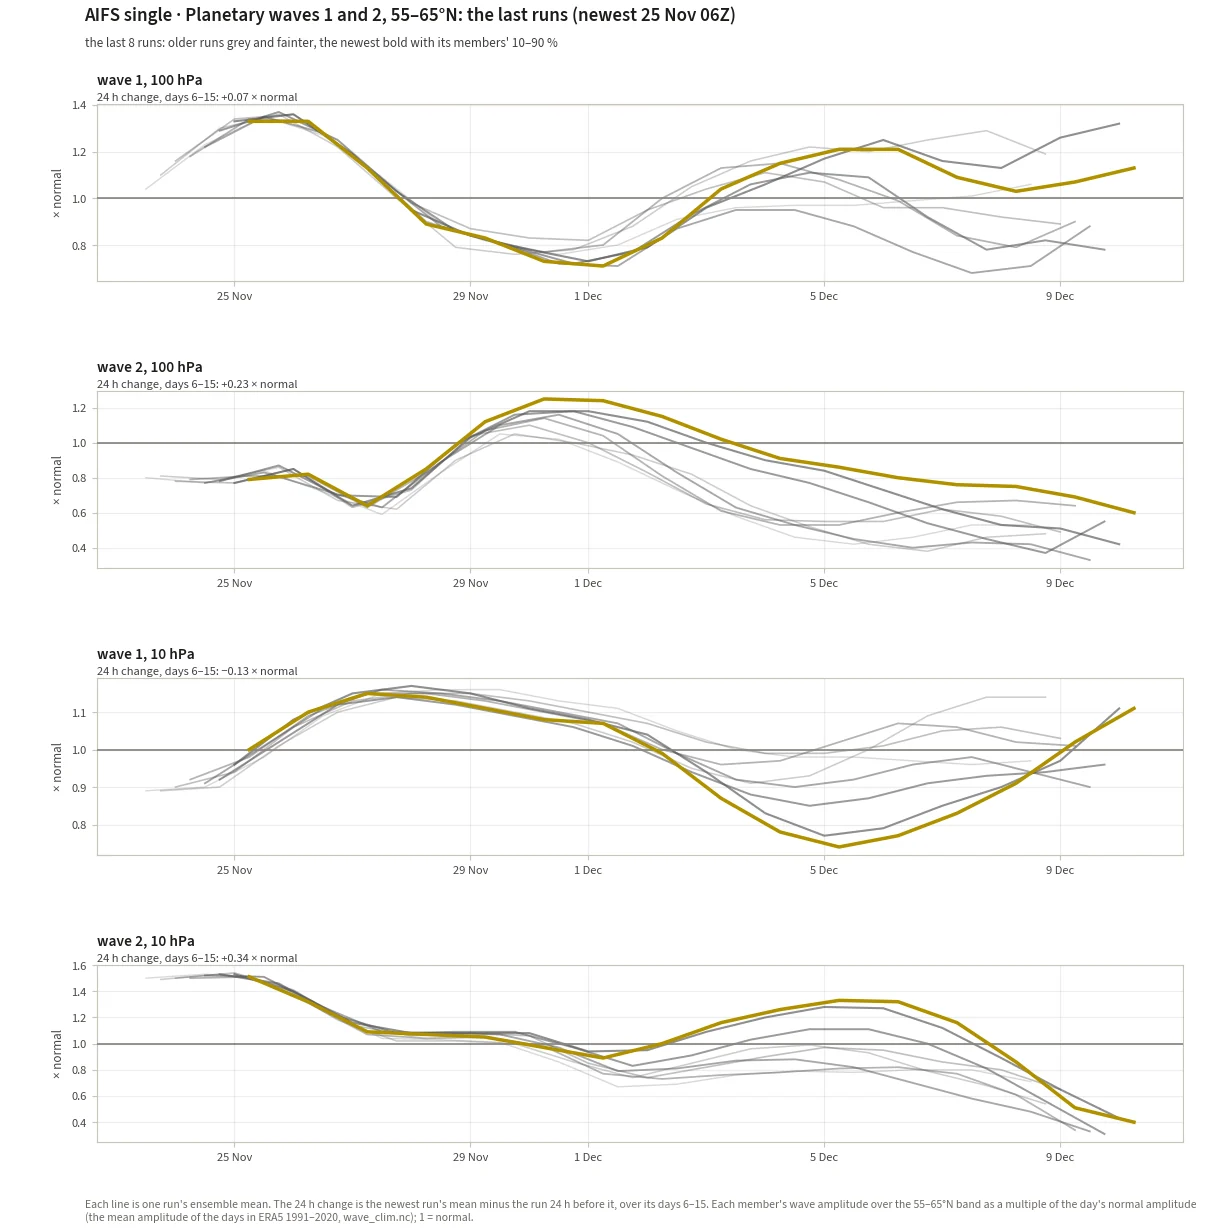 AIFS single · Planetary waves 1 and 2, 55–65°N: the last runs (newest 25 Nov 06Z)
the last 8 runs: older runs grey and fainter, the newest bold with its members' 10–90 %
wave 1, 100 hPa
24 h change, days 6–15: +0.07 × normal
1.4
1.2
1.0
0.8
× normal
25 Nov
29 Nov
1 Dec
5 Dec
9 Dec
wave 2, 100 hPa
24 h change, days 6–15: +0.23 × normal
1.2
1.0
0.8
0.6
0.4
× normal
25 Nov
29 Nov
1 Dec
5 Dec
9 Dec
wave 1, 10 hPa
24 h change, days 6–15: −0.13 × normal
1.1
1.0
0.9
0.8
× normal
25 Nov
29 Nov
1 Dec
5 Dec
9 Dec
wave 2, 10 hPa
24 h change, days 6–15: +0.34 × normal
1.6
1.4
1.2
1.0
0.8
0.6
0.4
× normal
25 Nov
29 Nov
1 Dec
5 Dec
9 Dec
Each line is one run's ensemble mean. The 24 h change is the newest run's mean minus the run 24 h before it, over its days 6–15. Each member's wave amplitude over the 55–65°N band as a multiple of the day's normal amplitude
(the mean amplitude of the days in ERA5 1991–2020, wave_clim.nc); 1 = normal.